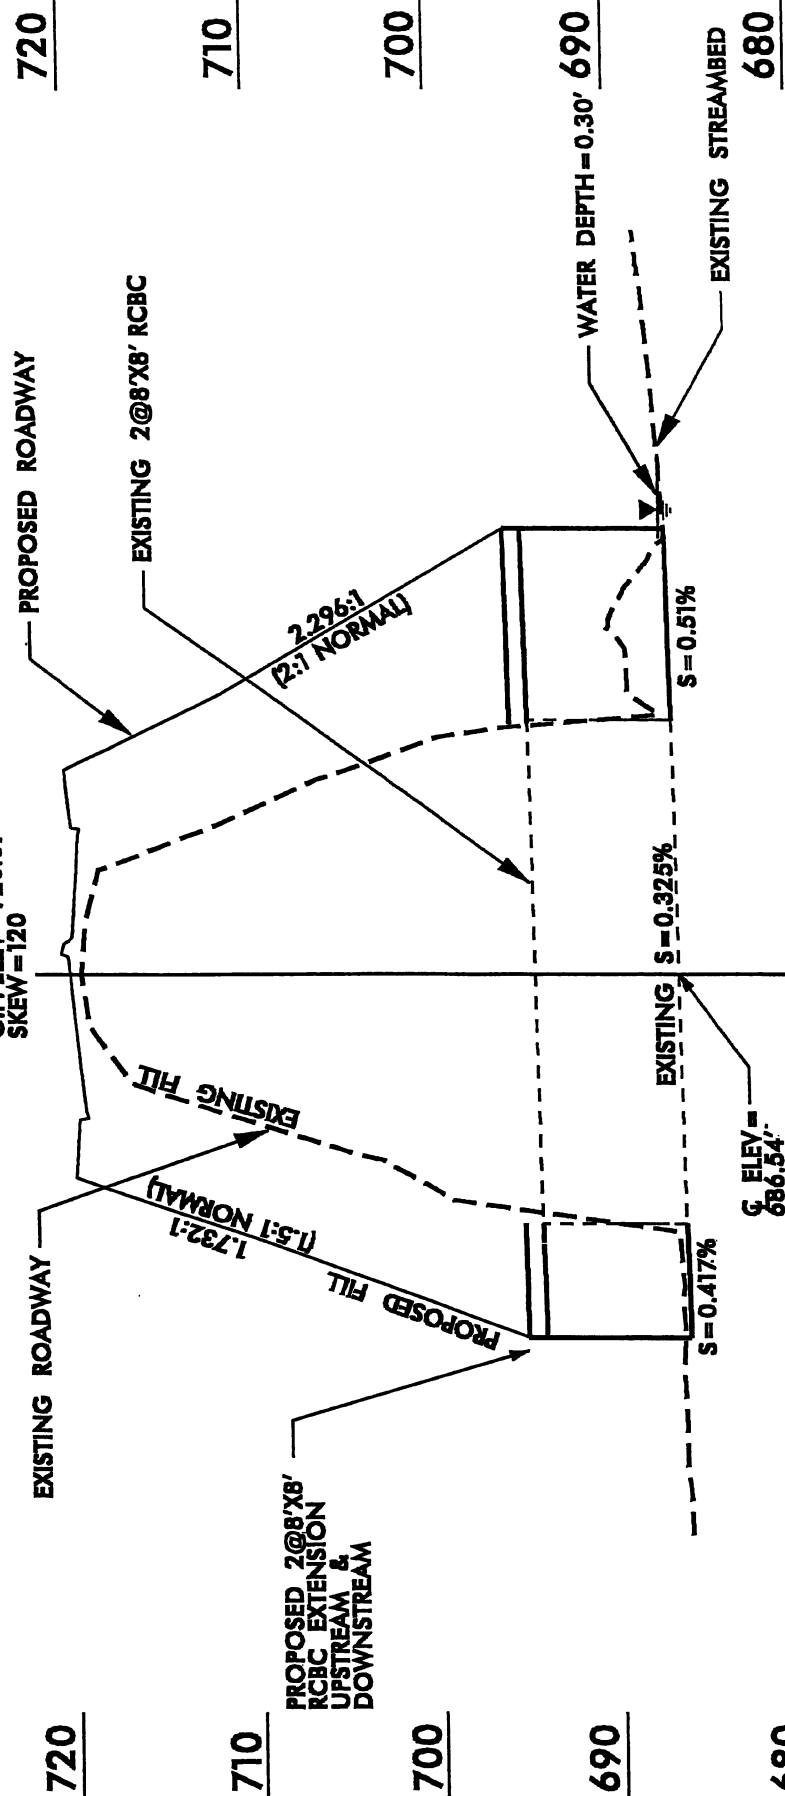 SKEW=120
720
710
700
690
680
720
710
700
690
PROPOSED ROADWAY
EXISTING 2@8'X8' RCBC
WATER DEPTH=0.30'
EXISTING STREAMBED
2.296:1
(2:1 NORMAL)
S=0.51%
EXISTING S=0.325%
EXISTING FILL
EXISTING ROADWAY
1.732:1
(1.5:1 NORMAL)
PROPOSED FILL
S=0.417%
ELEV=
686.54'
PROPOSED 2@8'X8'
RCBC EXTENSION
UPSTREAM &
DOWNSTREAM